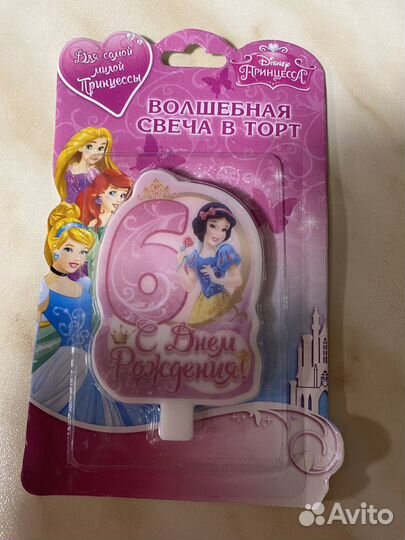 Для самой
милой
Принцессы
Disney
ПРИНЦЕССА
ВОЛШЕБНАЯ
СВЕЧА В ТОРТ
6
С Днем
Рождения!
Avito